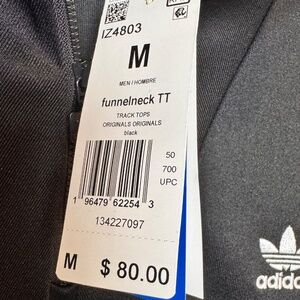 IZ4803
M
MEN / HOMBRE
funnelneck TT
TRACK TOPS
ORIGINALS ORIGINALS
black
50
700
UPC
1 96479 62254 3
134227097
M $ 80.00